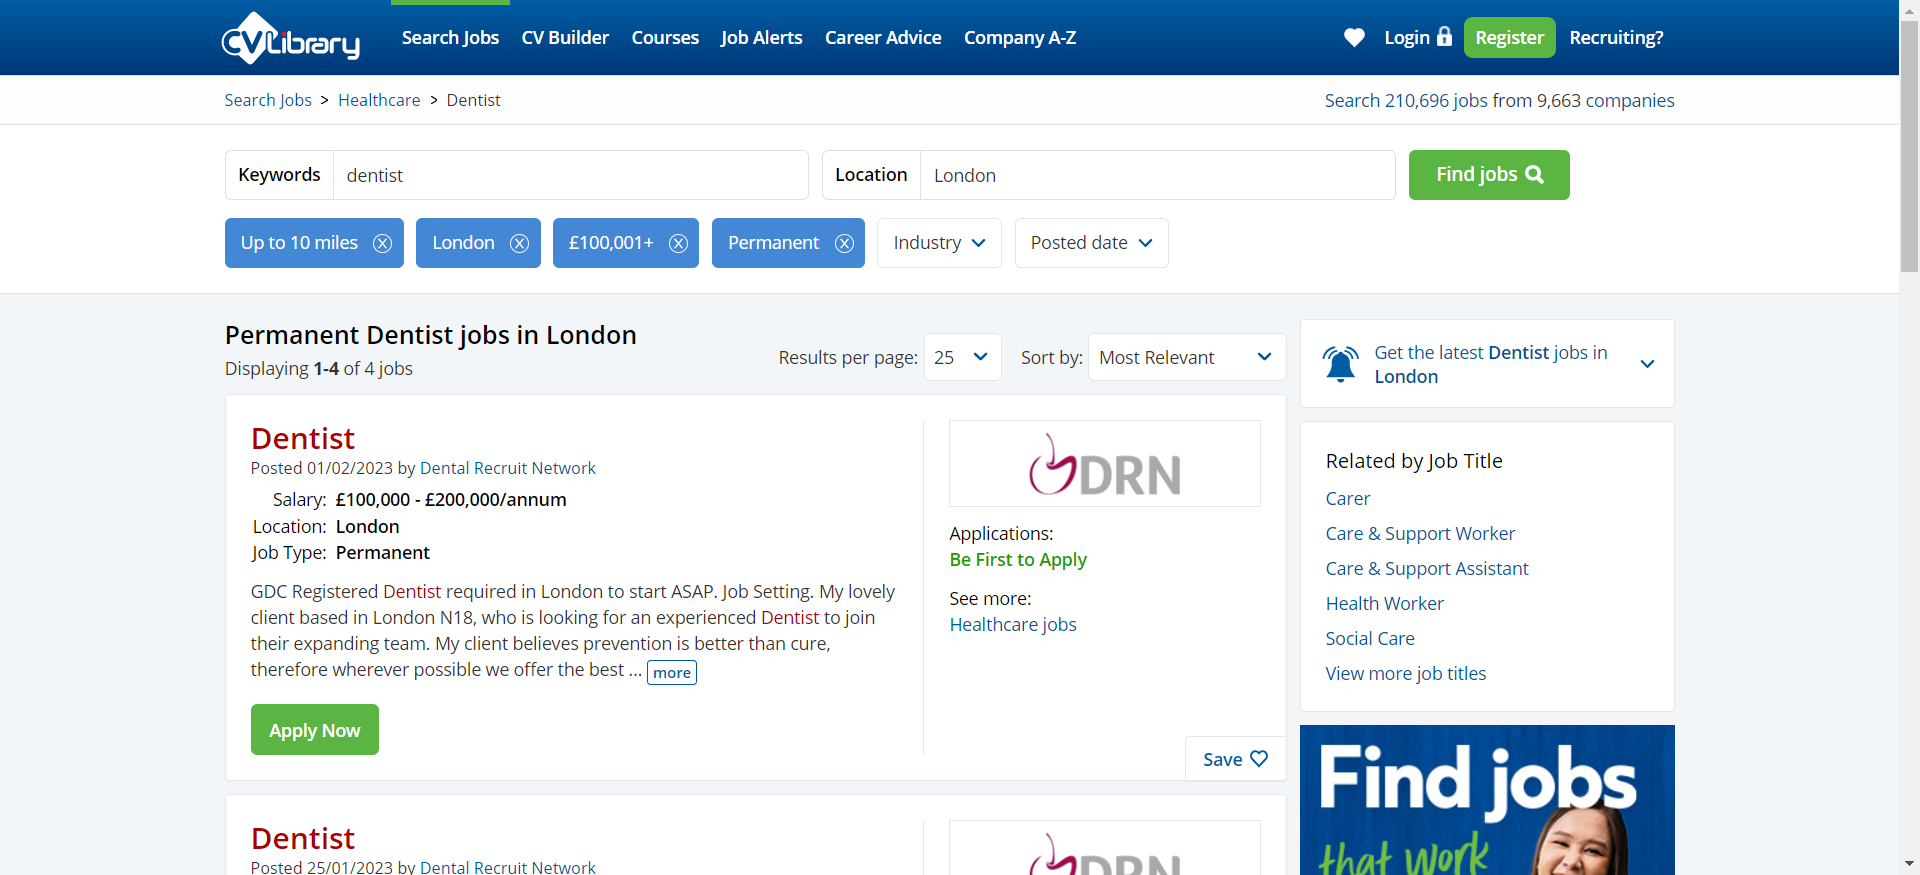 CVLibrary
Search Jobs CV Builder Courses Job Alerts Career Advice Company A-Z Login Register Recruiting?
Search Jobs > Healthcare > Dentist Search 210,696 jobs from 9,663 companies
Keywords dentist Location London Find jobs
Up to 10 miles London £100,001+ Permanent Industry Posted date
Permanent Dentist jobs in London
Displaying 1-4 of 4 jobs
Results per page: 25 Sort by: Most Relevant
Dentist
Posted 01/02/2023 by Dental Recruit Network
Salary: £100,000 - £200,000/annum
Location: London
Job Type: Permanent
GDC Registered Dentist required in London to start ASAP. Job Setting. My lovely
client based in London N18, who is looking for an experienced Dentist to join
their expanding team. My client believes prevention is better than cure,
therefore wherever possible we offer the best ... more
Apply Now
DRN
Applications:
Be First to Apply
See more:
Healthcare jobs
Save
Dentist
Posted 25/01/2023 by Dental Recruit Network
DRN
Get the latest Dentist jobs in
London
Related by Job Title
Carer
Care & Support Worker
Care & Support Assistant
Health Worker
Social Care
View more job titles
Find jobs
that work